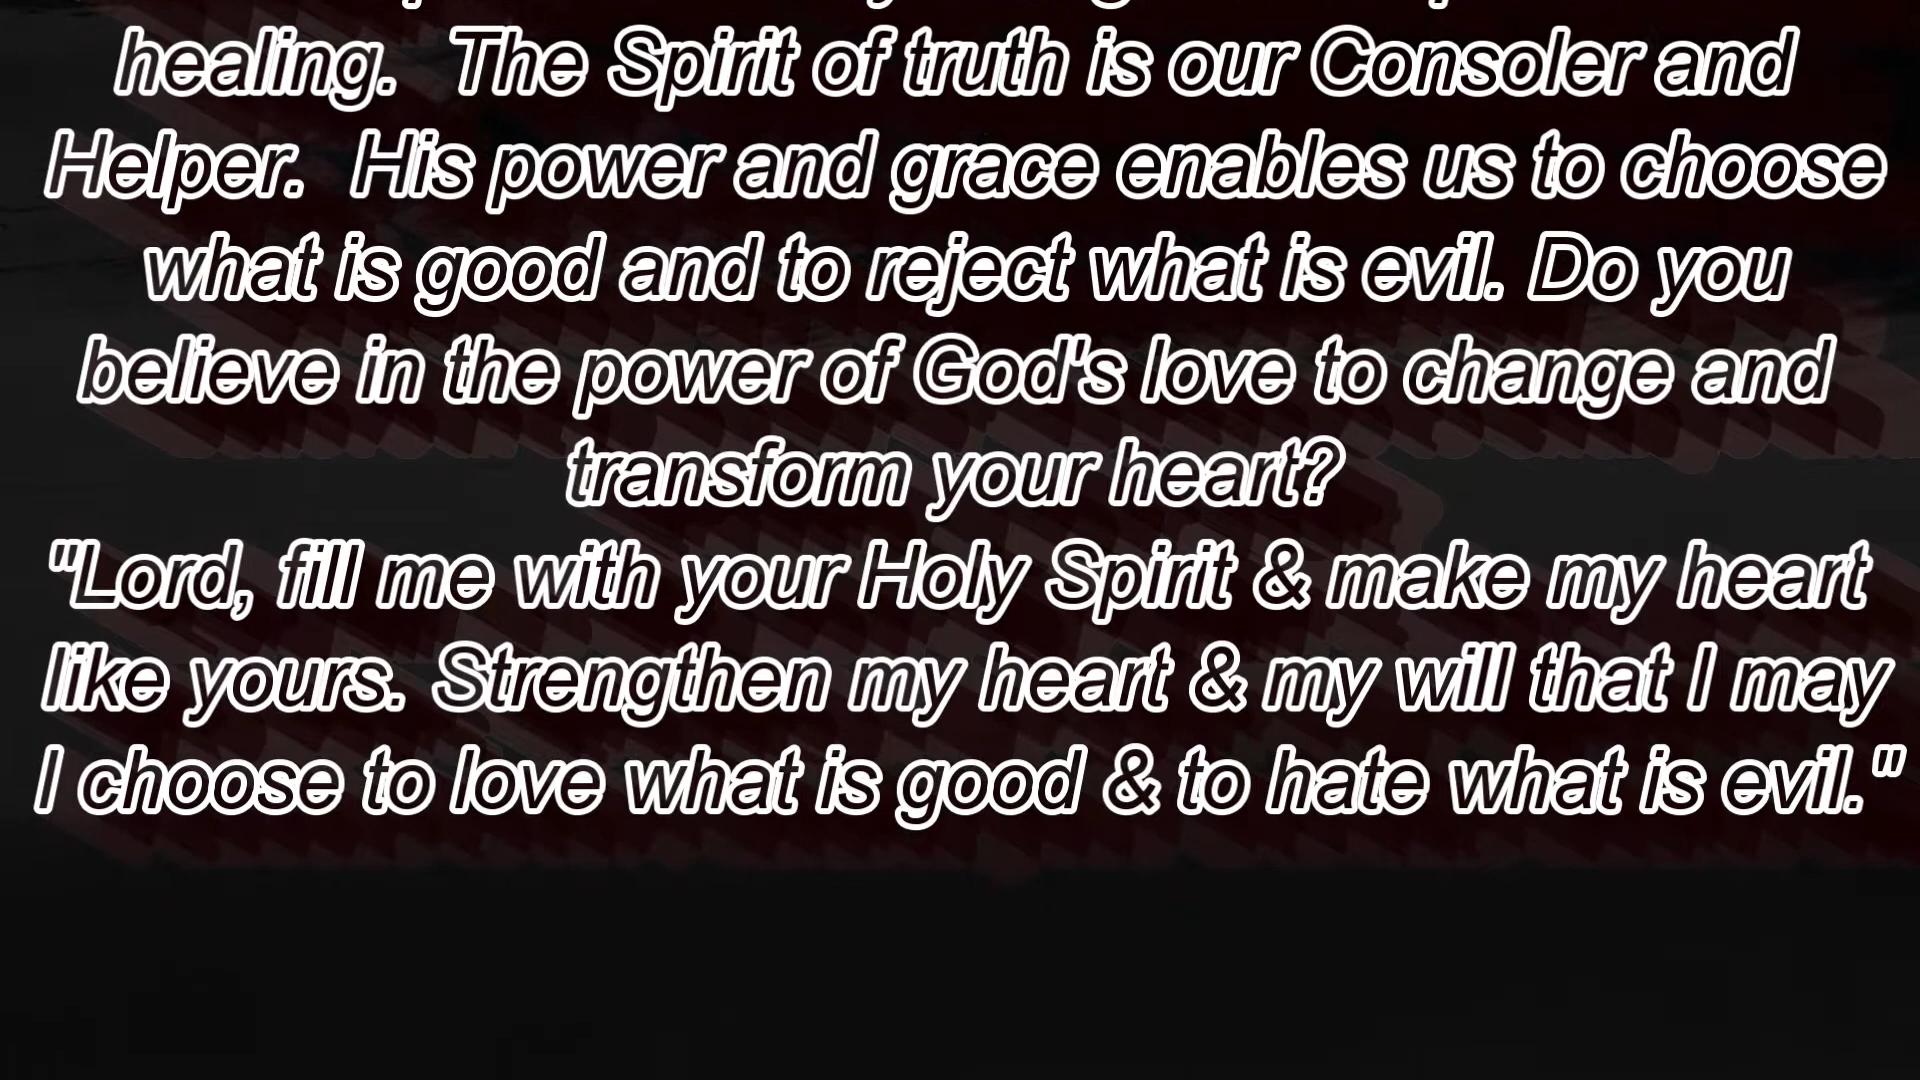 healing.  The Spirit of truth is our Consoler and
Helper.  His power and grace enables us to choose
what is good and to reject what is evil. Do you
believe in the power of God's love to change and
transform your heart?
"Lord, fill me with your Holy Spirit & make my heart
like yours. Strengthen my heart & my will that I may
I choose to love what is good & to hate what is evil."